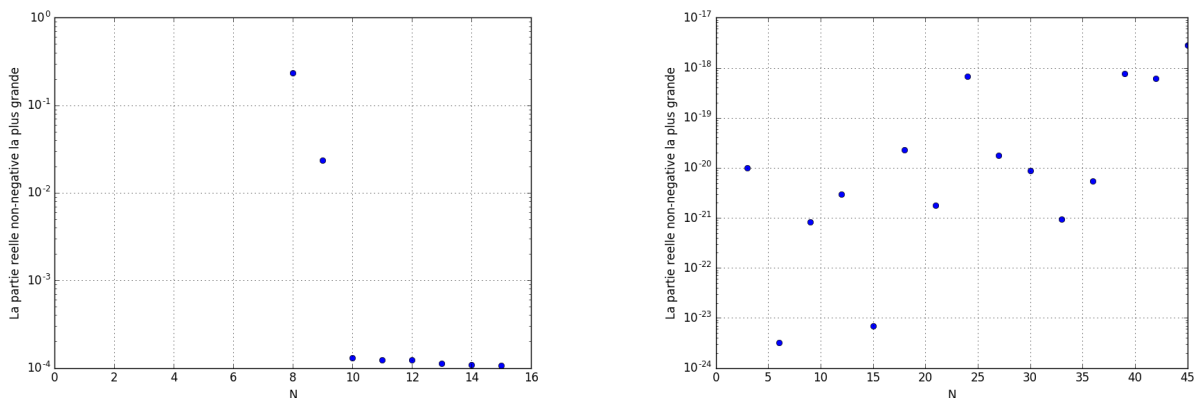 La partie reelle non-negative la plus grande
10^0
10^-1
10^-2
10^-3
10^-4
0 2 4 6 8 10 12 14 16
N
La partie reelle non-negative la plus grande
10^-17
10^-18
10^-19
10^-20
10^-21
10^-22
10^-23
10^-24
0 5 10 15 20 25 30 35 40 45
N